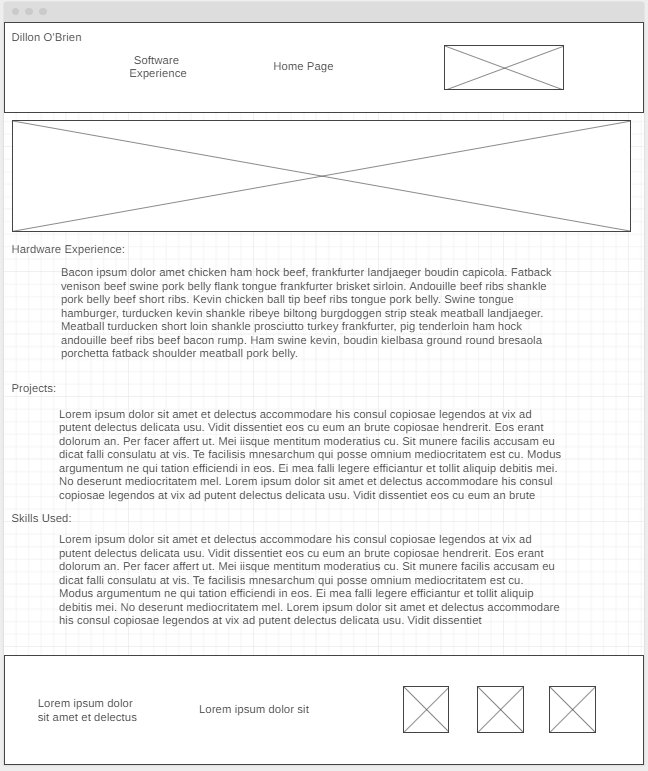 Dillon O'Brien
Software
Experience
Home Page
Hardware Experience:
Bacon ipsum dolor amet chicken ham hock beef, frankfurter landjaeger boudin capicola. Fatback
venison beef swine pork belly flank tongue frankfurter brisket sirloin. Andouille beef ribs shankle
pork belly beef short ribs. Kevin chicken ball tip beef ribs tongue pork belly. Swine tongue
hamburger, turducken kevin shankle ribeye biltong burgdoggen strip steak meatball landjaeger.
Meatball turducken short loin shankle prosciutto turkey frankfurter, pig tenderloin ham hock
andouille beef ribs beef bacon rump. Ham swine kevin, boudin kielbasa ground round bresaola
porchetta fatback shoulder meatball pork belly.
Projects:
Lorem ipsum dolor sit amet et delectus accommodare his consul copiosae legendos at vix ad
putent delectus delicata usu. Vidit dissentiet eos cu eum an brute copiosae hendrerit. Eos erant
dolorum an. Per facer affert ut. Mei iisque mentitum moderatius cu. Sit munere facilis accusam eu
dicat falli consulatu at vis. Te facilisis mnesarchum qui posse omnium mediocritatem est cu. Modus
argumentum ne qui tation efficiendi in eos. Ei mea falli legere efficiantur et tollit aliquip debitis mei.
No deserunt mediocritatem mel. Lorem ipsum dolor sit amet et delectus accommodare his consul
copiosae legendos at vix ad putent delectus delicata usu. Vidit dissentiet eos cu eum an brute
Skills Used:
Lorem ipsum dolor sit amet et delectus accommodare his consul copiosae legendos at vix ad
putent delectus delicata usu. Vidit dissentiet eos cu eum an brute copiosae hendrerit. Eos erant
dolorum an. Per facer affert ut. Mei iisque mentitum moderatius cu. Sit munere facilis accusam eu
dicat falli consulatu at vis. Te facilisis mnesarchum qui posse omnium mediocritatem est cu.
Modus argumentum ne qui tation efficiendi in eos. Ei mea falli legere efficiantur et tollit aliquip
debitis mei. No deserunt mediocritatem mel. Lorem ipsum dolor sit amet et delectus accommodare
his consul copiosae legendos at vix ad putent delectus delicata usu. Vidit dissentiet
Lorem ipsum dolor
sit amet et delectus
Lorem ipsum dolor sit